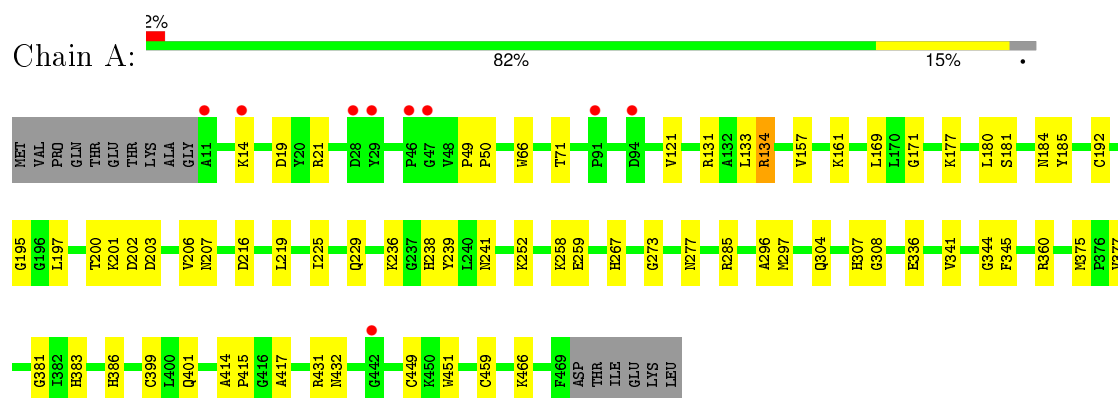 2%
Chain A:
82% 15% •
MET VAL PRO GLN THR GLU THR LYS ALA GLY A11 K14 D19 Y20 R21 D28 Y29 P46 G47 V48 P49 P50 W66 T71 P91 D94 V121 R131 A132 L133 R134 V157 K161 L169 L170 G171 K177 L180 S181 N184 Y185 C192
G195 G196 L197 T200 K201 D202 D203 V206 N207 D216 L219 I225 Q229 K236 G237 H238 Y239 L240 N241 K252 K258 E259 H267 G273 N277 R285 A296 M297 Q304 H307 G308 E336 V341 G344 F345 R360 M375 P376
G381 I382 H383 H386 C399 L400 Q401 A414 P415 G416 A417 R431 N432 G442 C449 K450 W451 C459 K466 F469 ASP THR ILE GLU LYS LEU